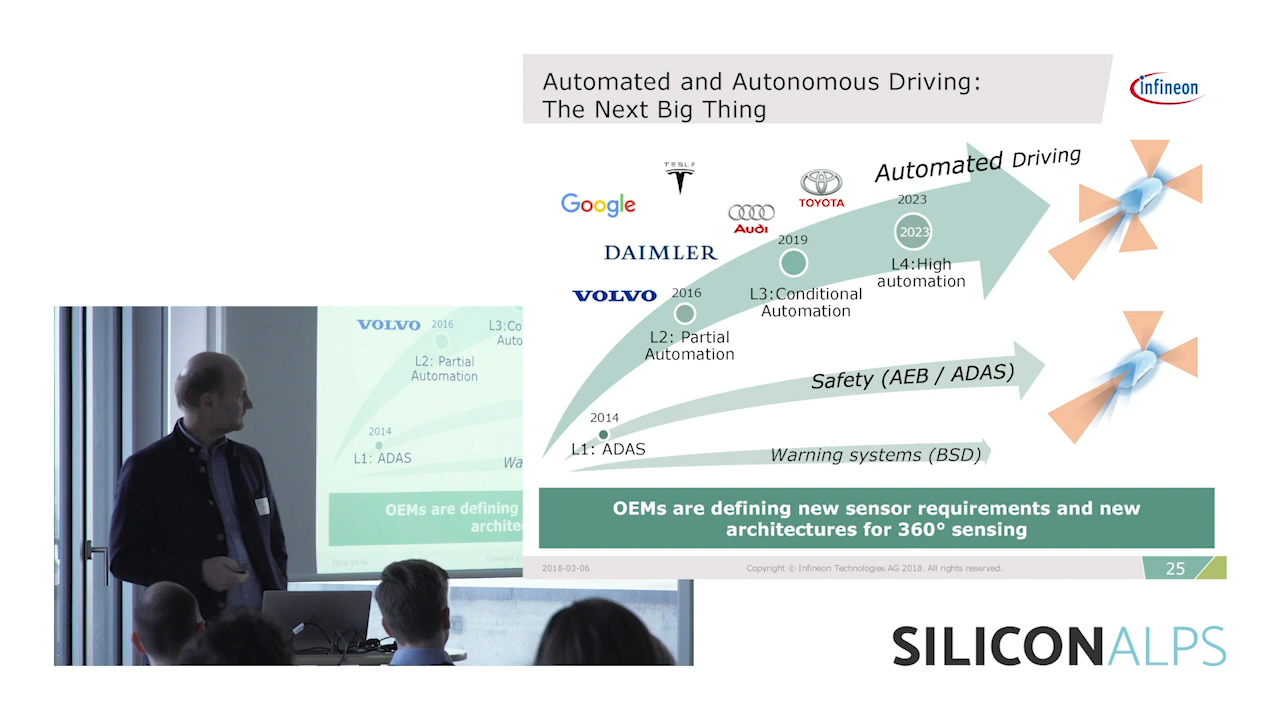 Automated and Autonomous Driving:
The Next Big Thing
infineon
TESLA
Google
DAIMLER
VOLVO
Audi
TOYOTA
Automated Driving
2023
2023
L4:High
automation
2019
L3:Conditional
Automation
2016
L2: Partial
Automation
2014
L1: ADAS
Safety (AEB / ADAS)
Warning systems (BSD)
OEMs are defining new sensor requirements and new
architectures for 360° sensing
2018-03-06
Copyright © Infineon Technologies AG 2018. All rights reserved.
25
VOLVO
2016
L3:Co
Auto
L2: Partial
Automation
2014
L1: ADAS
Wa
OEMs are defining
archite
2018-03-06
SILICONALPS